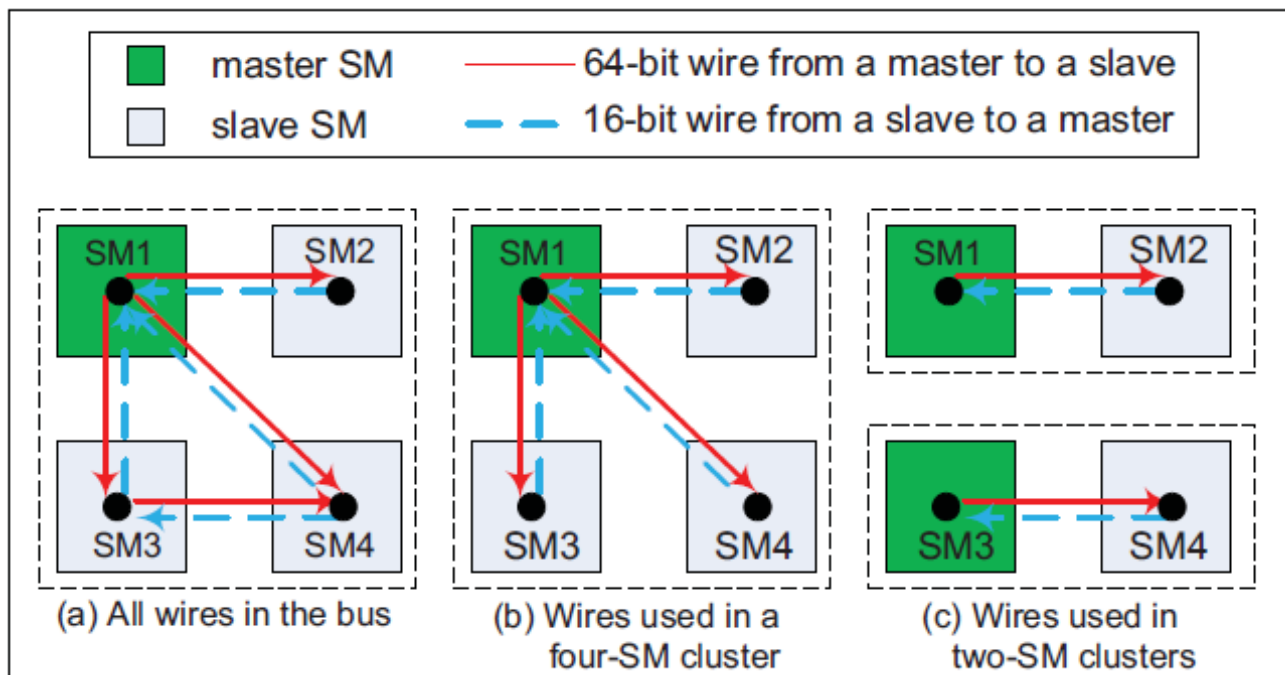 master SM
64-bit wire from a master to a slave
slave SM
16-bit wire from a slave to a master
SM1
SM2
SM3
SM4
(a) All wires in the bus
SM1
SM2
SM3
SM4
(b) Wires used in a
four-SM cluster
SM1
SM2
SM3
SM4
(c) Wires used in
two-SM clusters